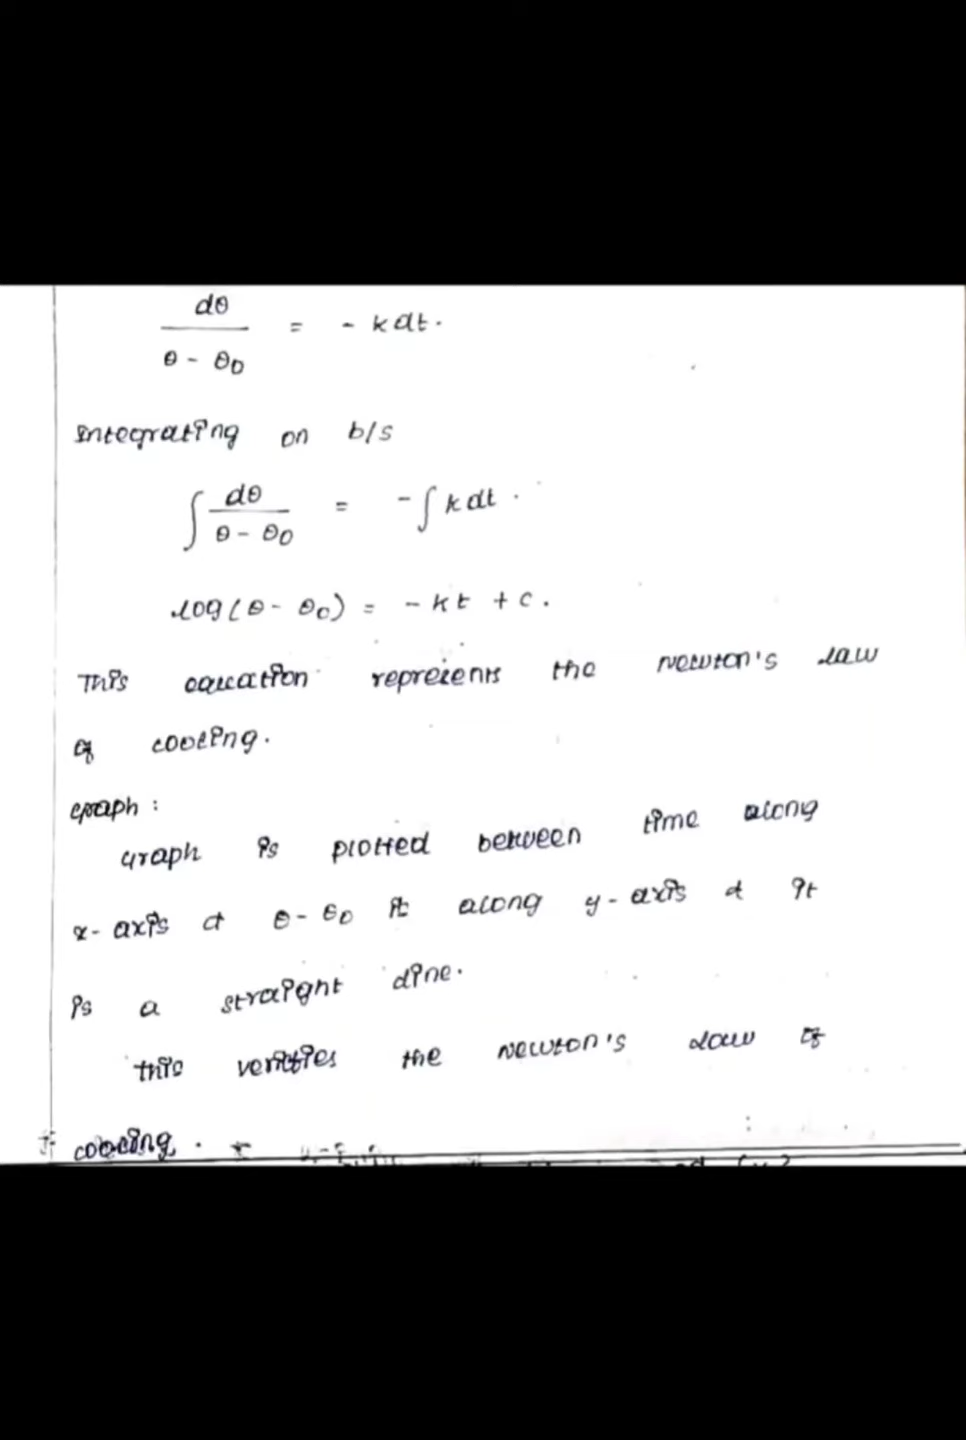 dθ
───── = - k dt.
θ - θ0
Integrating on b/s
∫ dθ/(θ - θ0) = -∫ k dt.
log(θ - θ0) = - kt + c.
This equation represents the Newton's law
of cooling.
Graph :
Graph is plotted between time along
x-axis & θ-θ0 is along y-axis & it
is a straight line.
This verifies the Newton's law of
cooling.